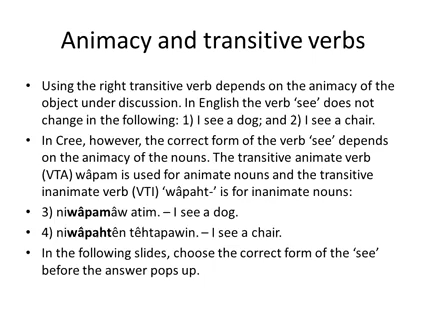 Animacy and transitive verbs
• Using the right transitive verb depends on the animacy of the
object under discussion. In English the verb ‘see’ does not
change in the following: 1) I see a dog; and 2) I see a chair.
• In Cree, however, the correct form of the verb ‘see’ depends
on the animacy of the nouns. The transitive animate verb
(VTA) wâpam is used for animate nouns and the transitive
inanimate verb (VTI) ‘wâpaht-’ is for inanimate nouns:
• 3) niwâpamâw atim. – I see a dog.
• 4) niwâpahtên têhtapawin. – I see a chair.
• In the following slides, choose the correct form of the ‘see’
before the answer pops up.